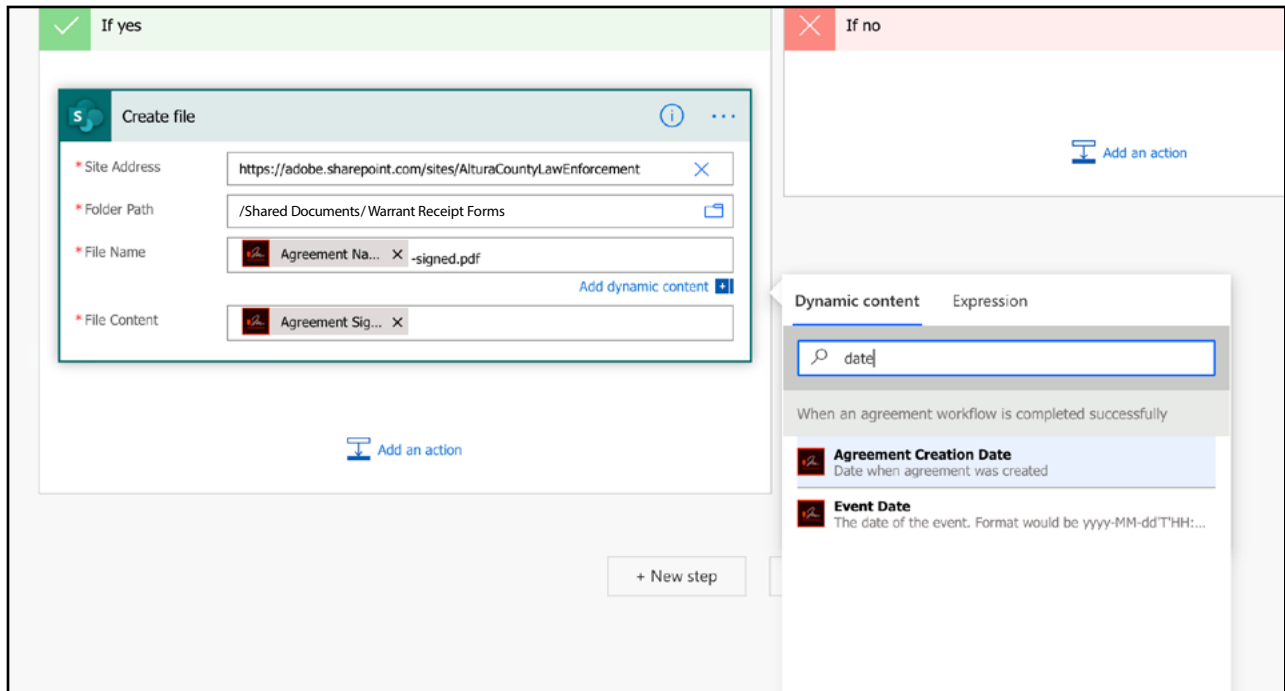 If yes
If no
Create file
* Site Address
https://adobe.sharepoint.com/sites/AlturaCountyLawEnforcement
* Folder Path
/Shared Documents/ Warrant Receipt Forms
* File Name
Agreement Na... × -signed.pdf
Add dynamic content
* File Content
Agreement Sig... ×
Add an action
Add an action
+ New step
Dynamic content Expression
date
When an agreement workflow is completed successfully
Agreement Creation Date
Date when agreement was created
Event Date
The date of the event. Format would be yyyy-MM-dd'T'HH:...